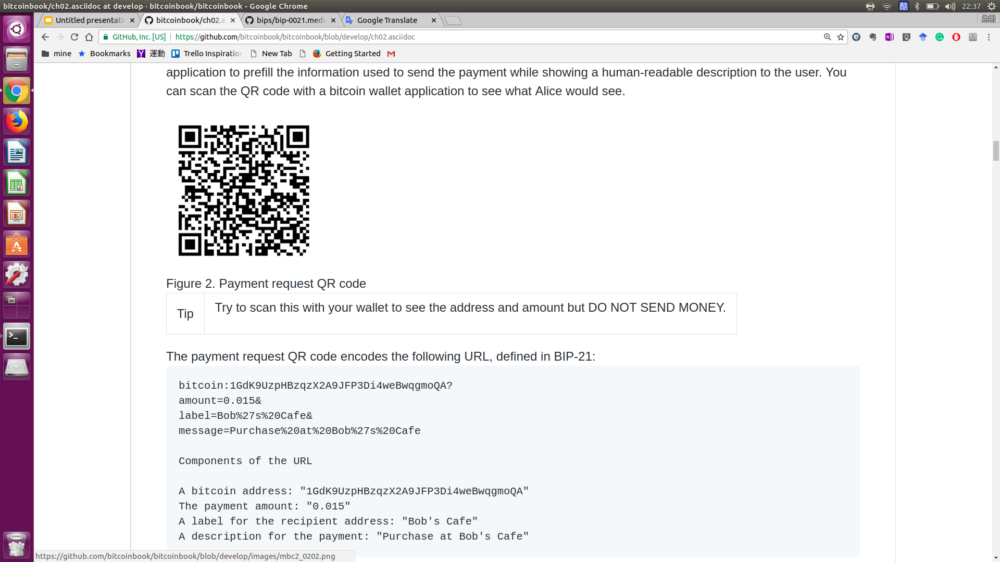 bitcoinbook/ch02.asciidoc at develop · bitcoinbook/bitcoinbook - Google Chrome
酷
22:37
Untitled presentati
bitcoinbook/ch02.a
bips/bip-0021.medi
Google Translate
為剛
GitHub, Inc. [US]
https://github.com/bitcoinbook/bitcoinbook/blob/develop/ch02.asciidoc
mine
Bookmarks
運動
Trello Inspiratio
New Tab
Getting Started
application to prefill the information used to send the payment while showing a human-readable description to the user. You
can scan the QR code with a bitcoin wallet application to see what Alice would see.
Figure 2. Payment request QR code
Tip
Try to scan this with your wallet to see the address and amount but DO NOT SEND MONEY.
The payment request QR code encodes the following URL, defined in BIP-21:
bitcoin:1GdK9UzpHBzqzX2A9JFP3Di4weBwqgmoQA?
amount=0.015&
label=Bob%27s%20Cafe&
message=Purchase%20at%20Bob%27s%20Cafe
Components of the URL
A bitcoin address: "1GdK9UzpHBzqzX2A9JFP3Di4weBwqgmoQA"
The payment amount: "0.015"
A label for the recipient address: "Bob's Cafe"
A description for the payment: "Purchase at Bob's Cafe"
https://github.com/bitcoinbook/bitcoinbook/blob/develop/images/mbc2_0202.png